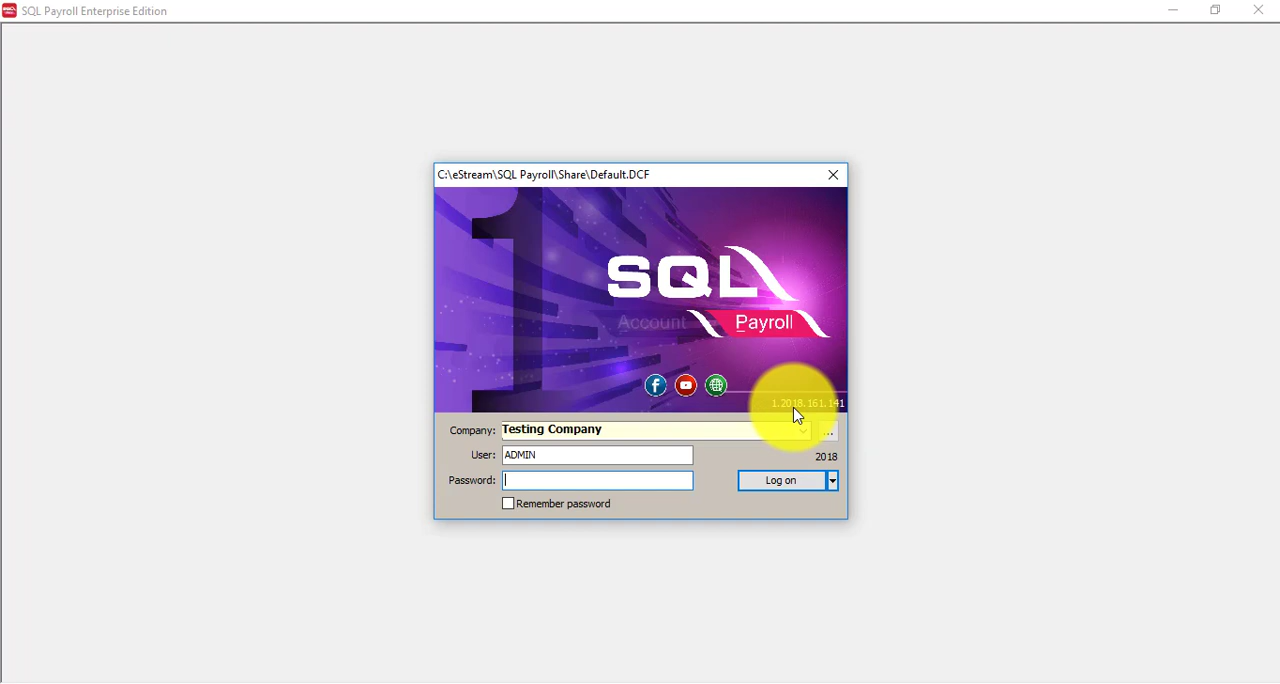 SQL Payroll Enterprise Edition
C:\eStream\SQL Payroll\Share\Default.DCF
1
SQL
Account Payroll
1.2018.161.141
Company: Testing Company ...
User: ADMIN
2018
Password: Log on
Remember password